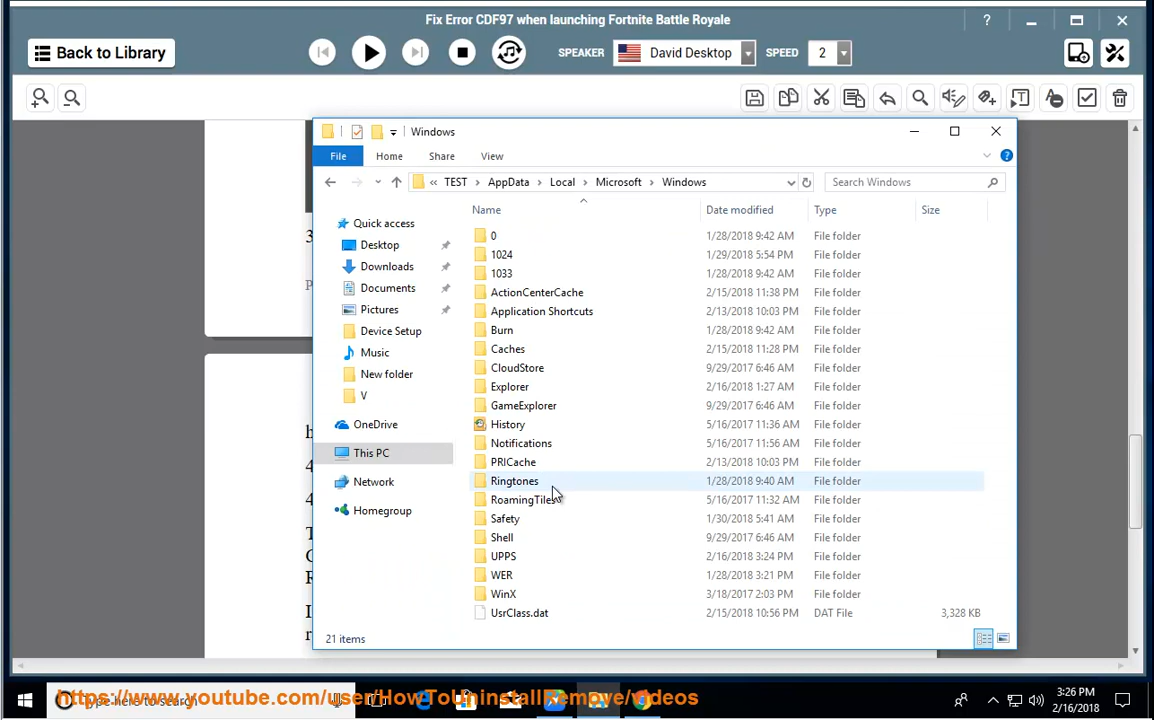 Fix Error CDF97 when launching Fortnite Battle Royale
Back to Library
SPEAKER
David Desktop
SPEED
2
Windows
File Home Share View
« TEST > AppData > Local > Microsoft > Windows
Search Windows
Name Date modified Type Size
Quick access
Desktop
Downloads
Documents
Pictures
Device Setup
Music
New folder
V
OneDrive
This PC
Network
Homegroup
0 1/28/2018 9:42 AM File folder
1024 1/29/2018 5:54 PM File folder
1033 1/28/2018 9:42 AM File folder
ActionCenterCache 2/15/2018 11:38 PM File folder
Application Shortcuts 2/13/2018 10:03 PM File folder
Burn 1/28/2018 9:42 AM File folder
Caches 2/15/2018 11:28 PM File folder
CloudStore 9/29/2017 6:46 AM File folder
Explorer 2/16/2018 1:27 AM File folder
GameExplorer 9/29/2017 6:46 AM File folder
History 5/16/2017 11:36 AM File folder
Notifications 5/16/2017 11:56 AM File folder
PRICache 2/13/2018 10:03 PM File folder
Ringtones 1/28/2018 9:40 AM File folder
RoamingTiles 5/16/2017 11:32 AM File folder
Safety 1/30/2018 5:41 AM File folder
Shell 9/29/2017 6:46 AM File folder
UPPS 2/16/2018 3:24 PM File folder
WER 1/28/2018 3:21 PM File folder
WinX 3/18/2017 2:03 PM File folder
UsrClass.dat 2/15/2018 10:56 PM DAT File 3,328 KB
21 items
3
h
4
4
T
I
r
Type here to search
https://www.youtube.com/user/HowToUninstallRemove/videos
3:26 PM
2/16/2018